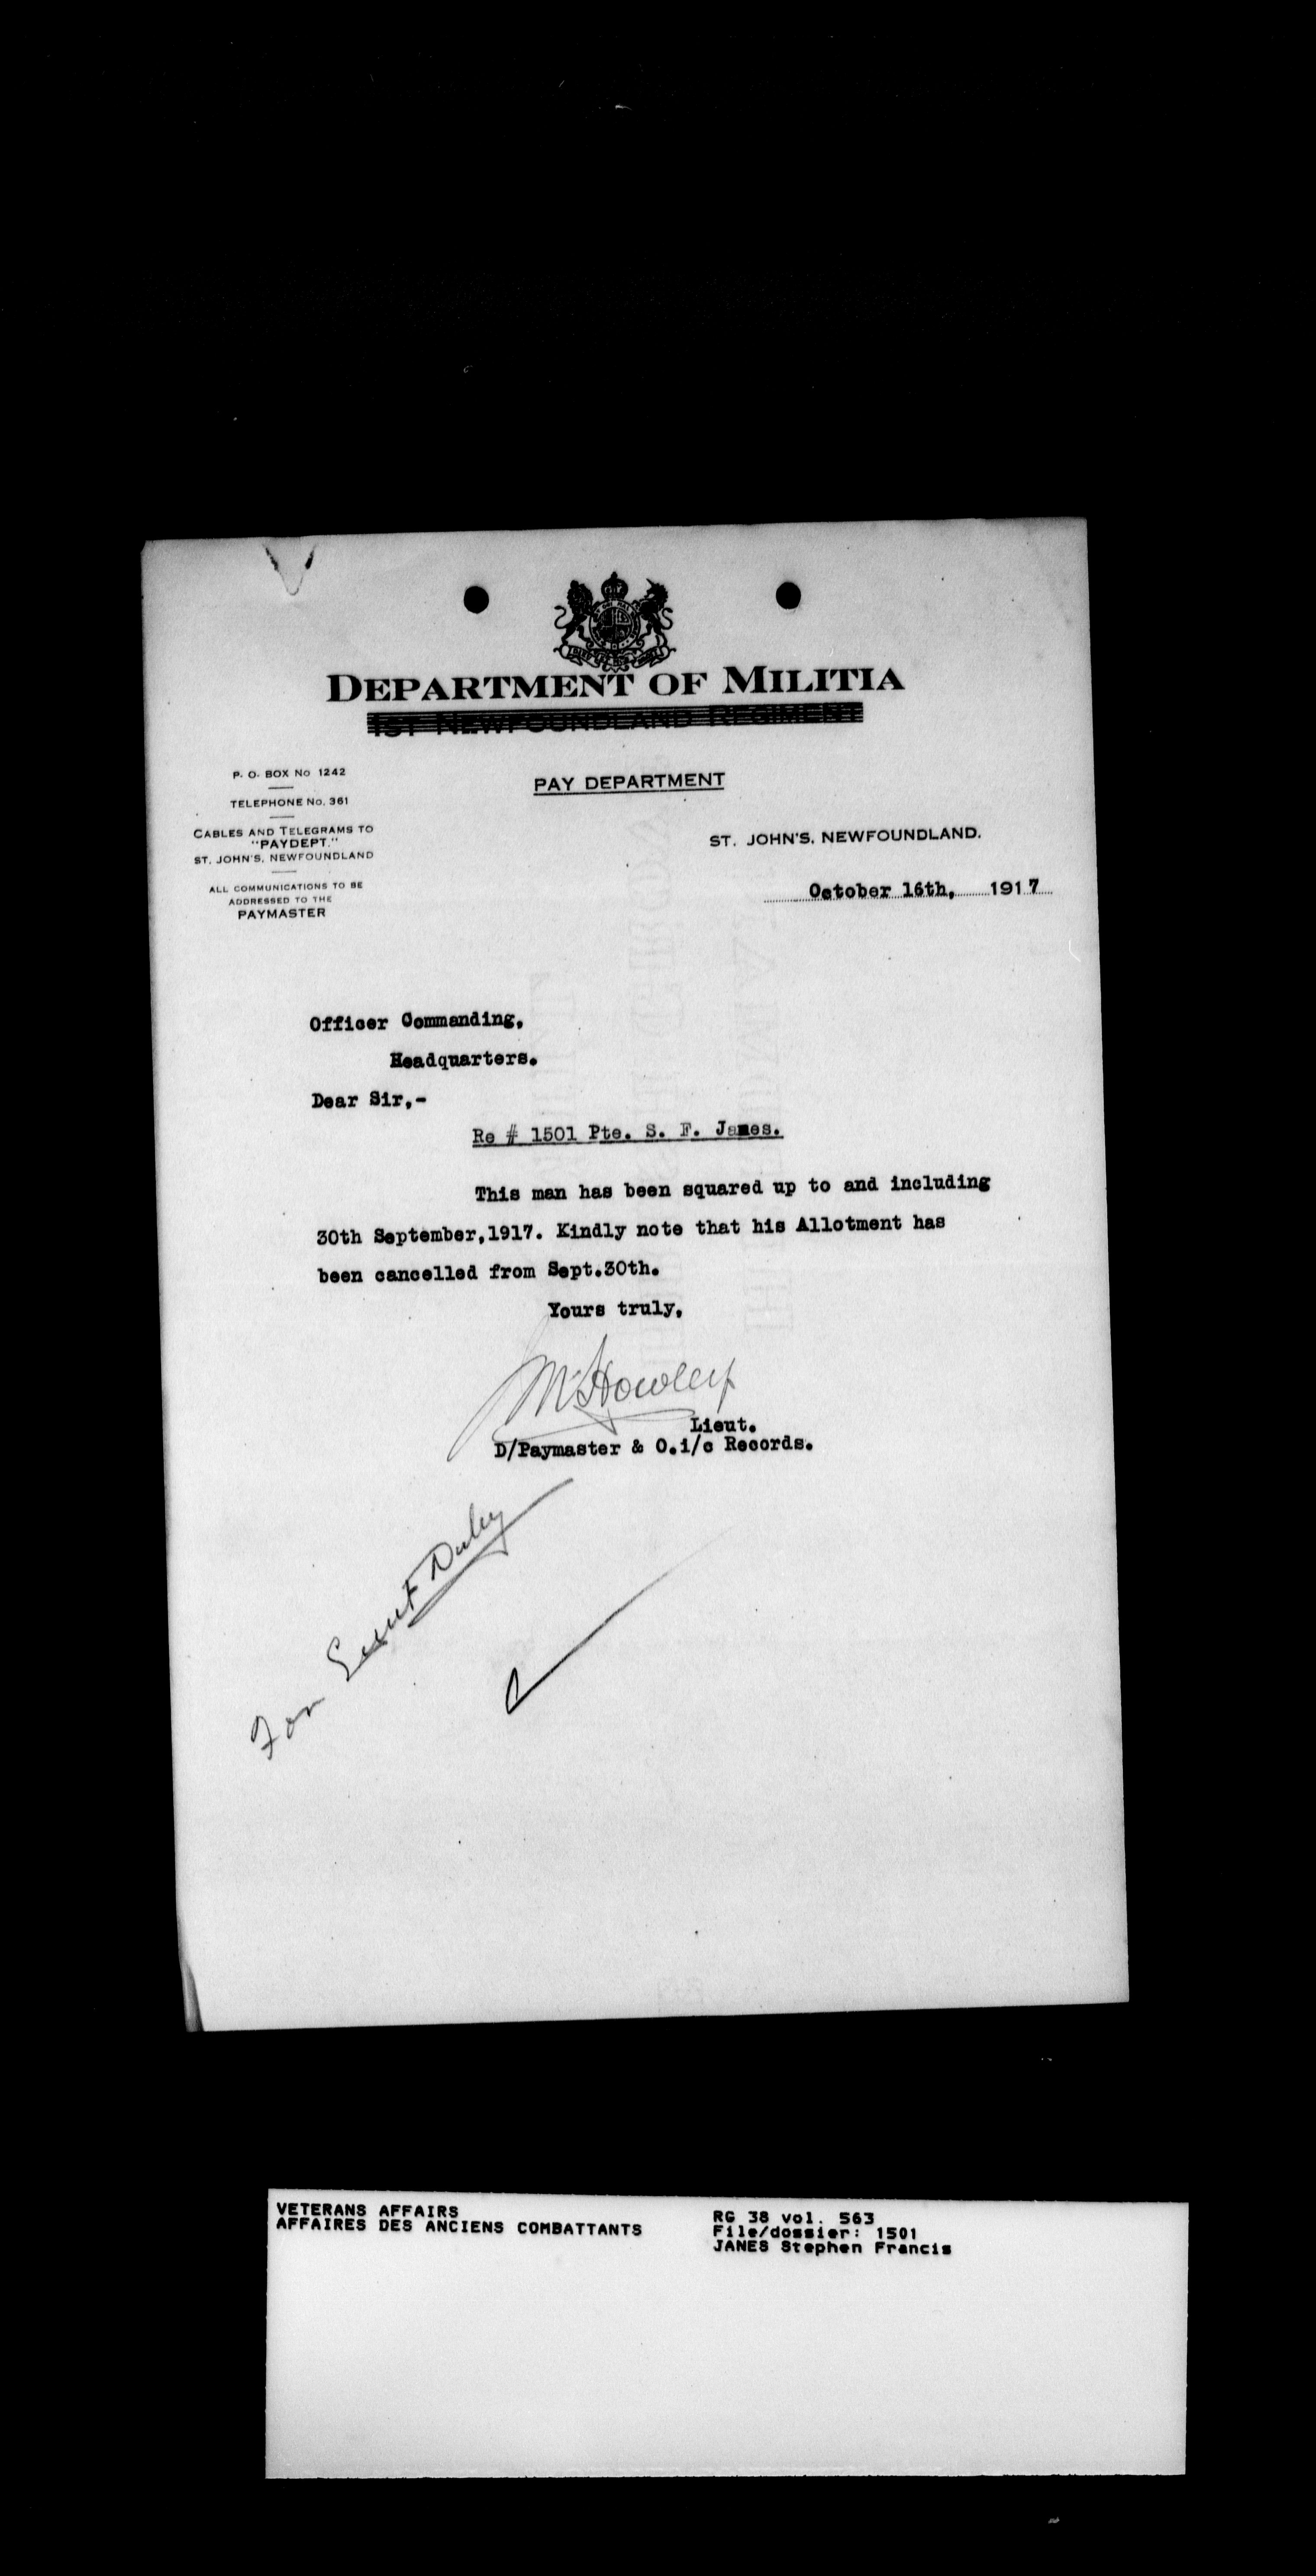 DEPARTMENT OF MILITIA
1ST NEWFOUNDLAND REGIMENT
P. O. BOX No 1242
TELEPHONE No. 361
CABLES AND TELEGRAMS TO
"PAYDEPT."
ST. JOHN'S, NEWFOUNDLAND
ALL COMMUNICATIONS TO BE
ADDRESSED TO THE
PAYMASTER
PAY DEPARTMENT
ST. JOHN'S, NEWFOUNDLAND.
October 16th, 1917
Officer Commanding,
Headquarters.
Dear Sir,-
Re # 1501 Pte. S. F. James.
This man has been squared up to and including
30th September,1917. Kindly note that his Allotment has
been cancelled from Sept.30th.
Yours truly,
M Howley
Lieut.
D/Paymaster & O.i/c Records.
For Lieut
VETERANS AFFAIRS
AFFAIRES DES ANCIENS COMBATTANTS
RG 38 vol. 563
File/dossier: 1501
JANES Stephen Francis